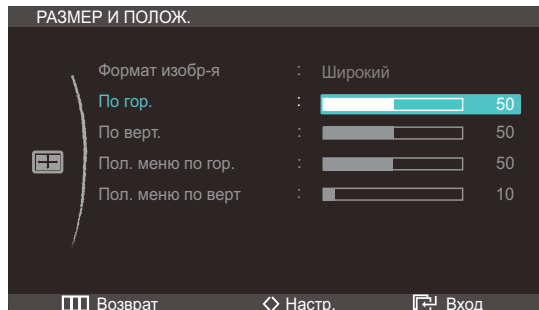 РАЗМЕР И ПОЛОЖ.
Формат изобр-я : Широкий
По гор. : 50
По верт. : 50
Пол. меню по гор. : 50
Пол. меню по верт : 10
Возврат Настр. Вход